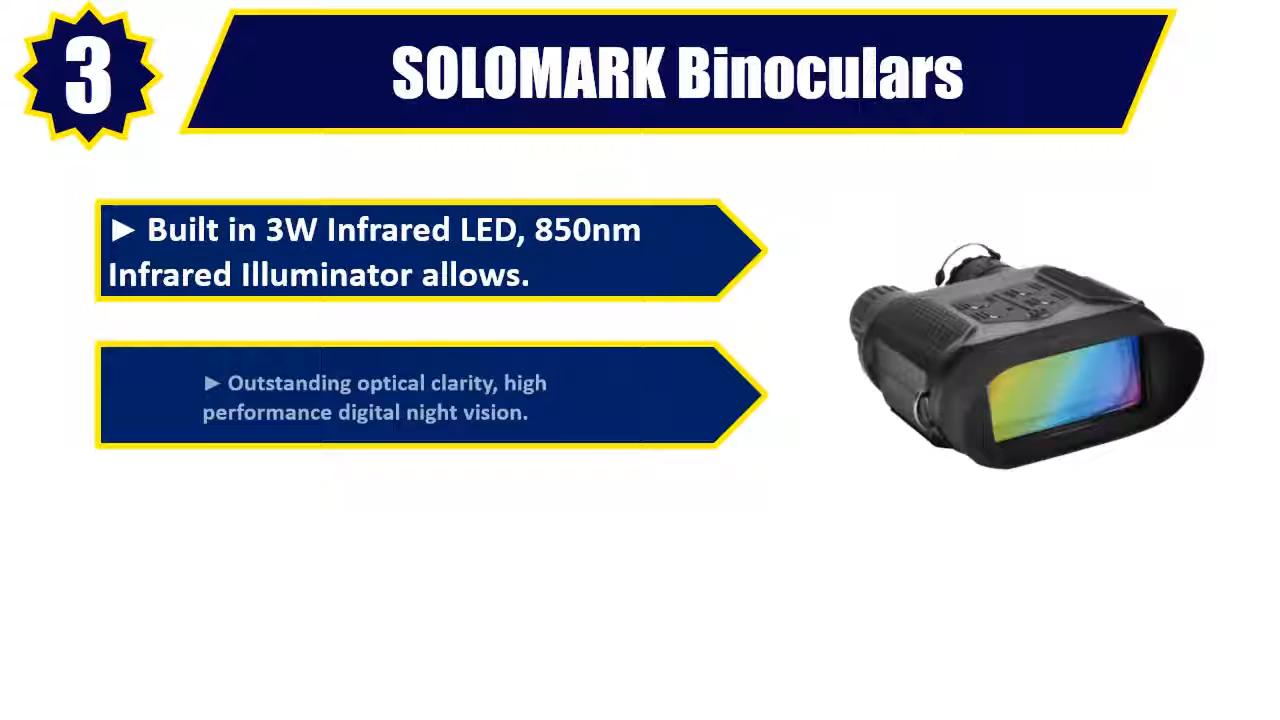 3
SOLOMARK Binoculars
► Built in 3W Infrared LED, 850nm
Infrared Illuminator allows.
► Outstanding optical clarity, high
performance digital night vision.